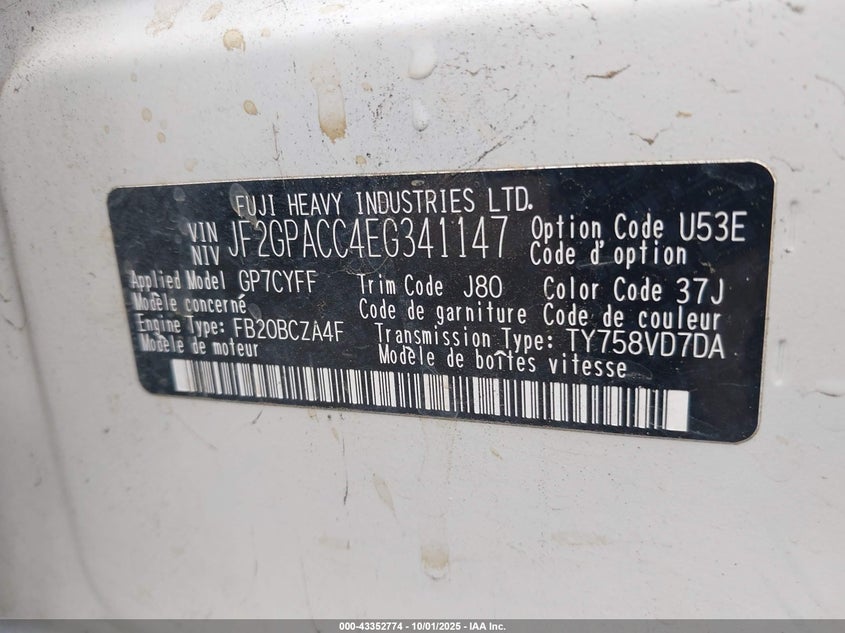 FUJI HEAVY INDUSTRIES LTD.
VIN NIV JF2GPACC4EG341147 Option Code U53E
Code d'option
Applied Model GP7CYFF Trim Code J80 Color Code 37J
Modèle concerné Code de garniture Code de couleur
Engine Type: FB20BCZA4F Transmission Type: TY758VD7DA
Modèle de moteur Modèle de boîtes vitesse
000-43352774 | 10/01/2025 - IAA Inc.